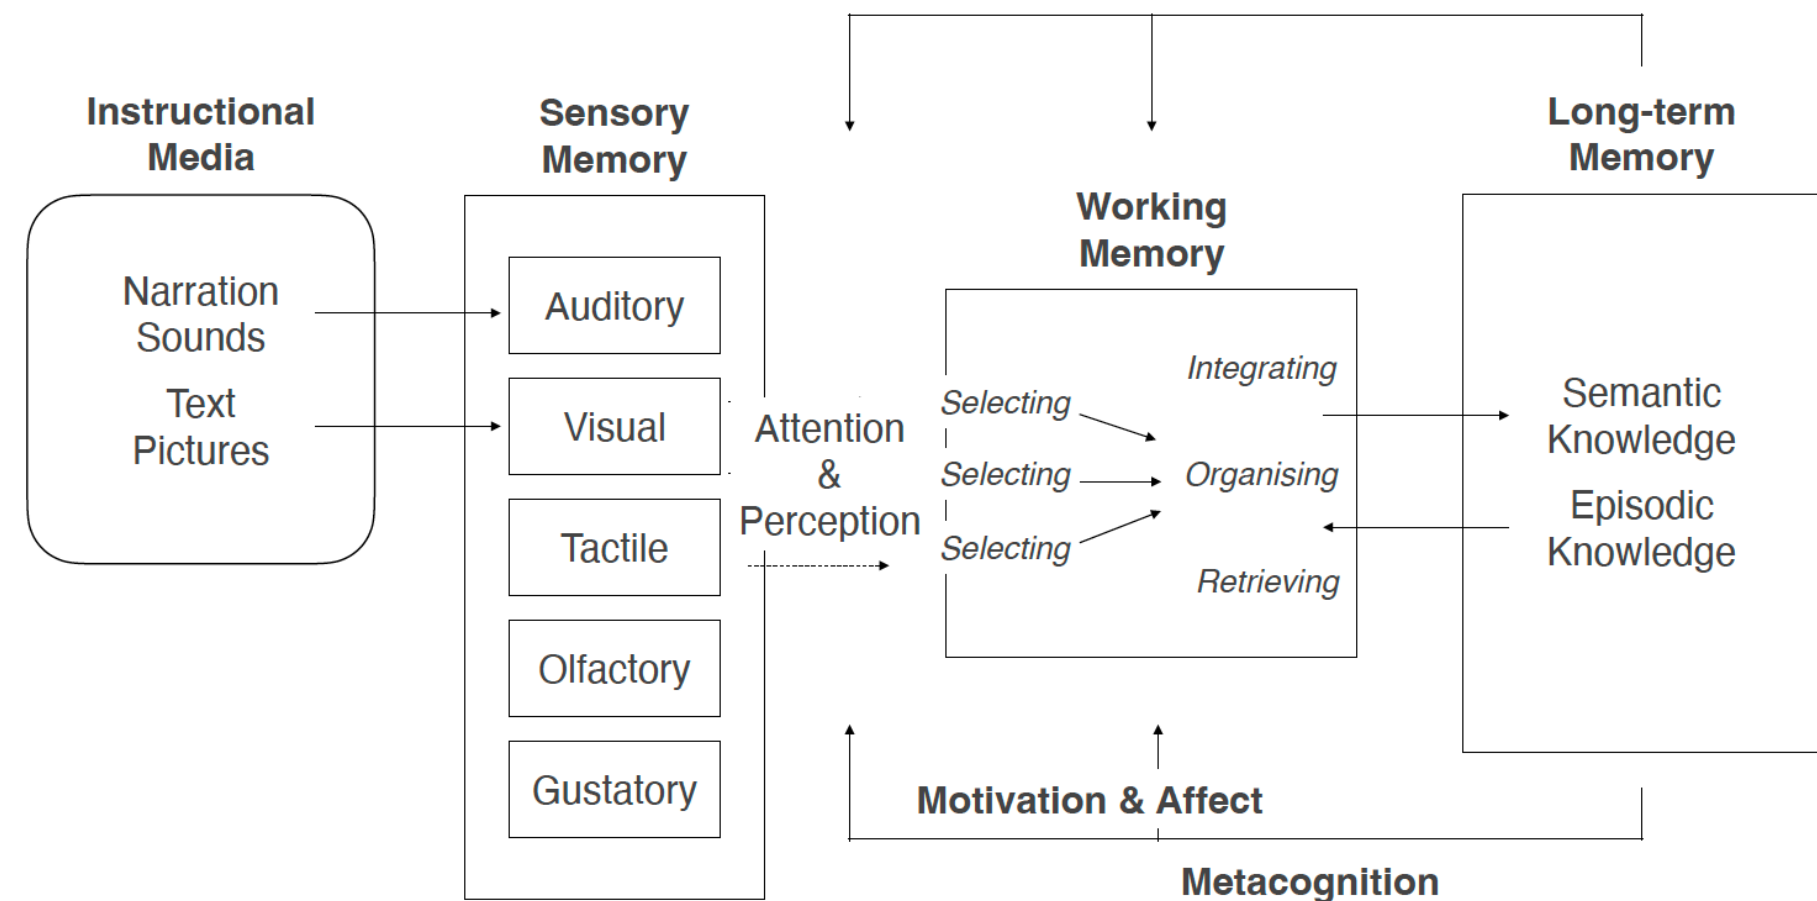 Instructional
Media
Narration
Sounds
Text
Pictures
Sensory
Memory
Auditory
Visual
Tactile
Olfactory
Gustatory
Attention
&
Perception
Working
Memory
Selecting
Selecting
Selecting
Integrating
Organising
Retrieving
Long-term
Memory
Semantic
Knowledge
Episodic
Knowledge
Motivation & Affect
Metacognition